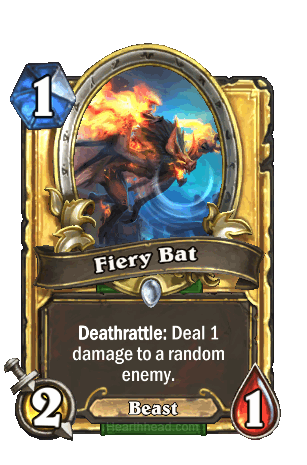 1
Fiery Bat
Deathrattle: Deal 1
damage to a random
enemy.
2
Beast
1
Hearthhead.com